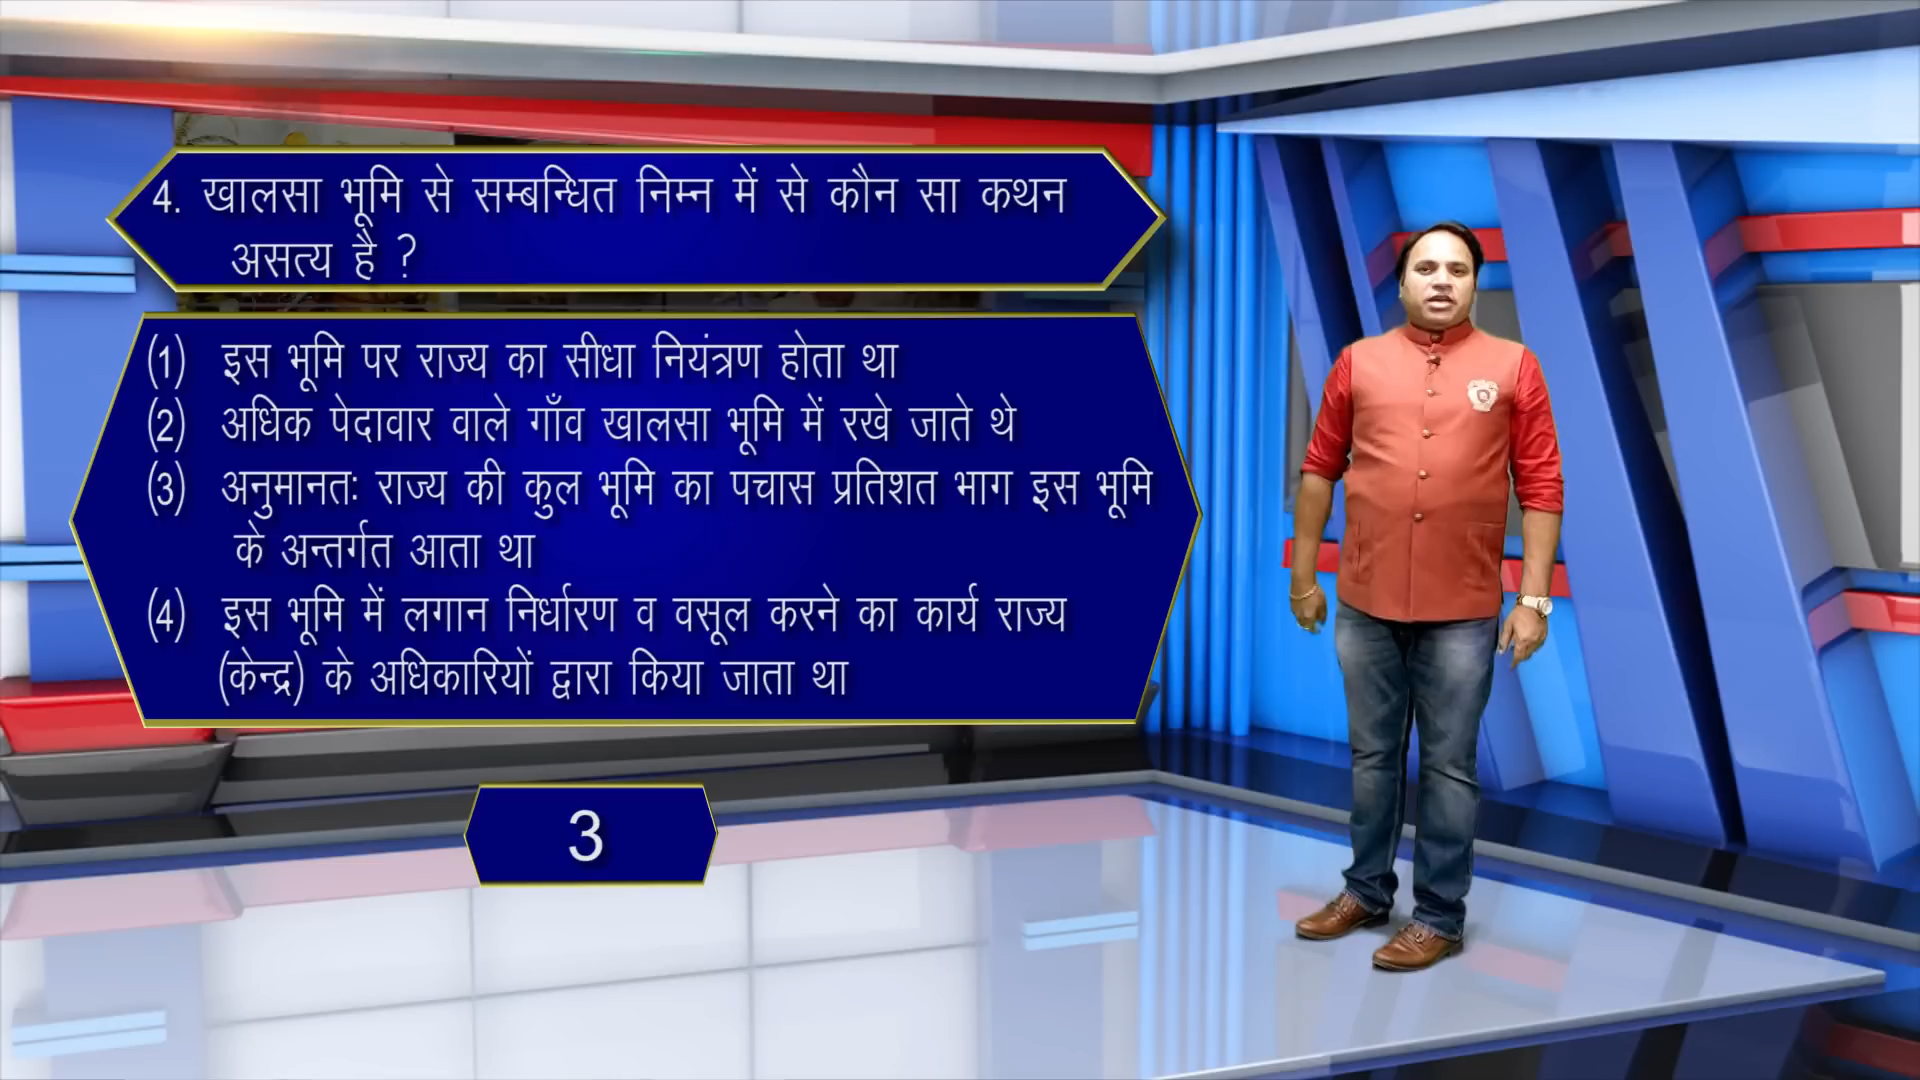 4. खालसा भूमि से सम्बन्धित निम्न में से कौन सा कथन
असत्य है ?
(1) इस भूमि पर राज्य का सीधा नियंत्रण होता था
(2) अधिक पेदावार वाले गाँव खालसा भूमि में रखे जाते थे
(3) अनुमानतः राज्य की कुल भूमि का पचास प्रतिशत भाग इस भूमि
के अन्तर्गत आता था
(4) इस भूमि में लगान निर्धारण व वसूल करने का कार्य राज्य
(केन्द्र) के अधिकारियों द्वारा किया जाता था
3